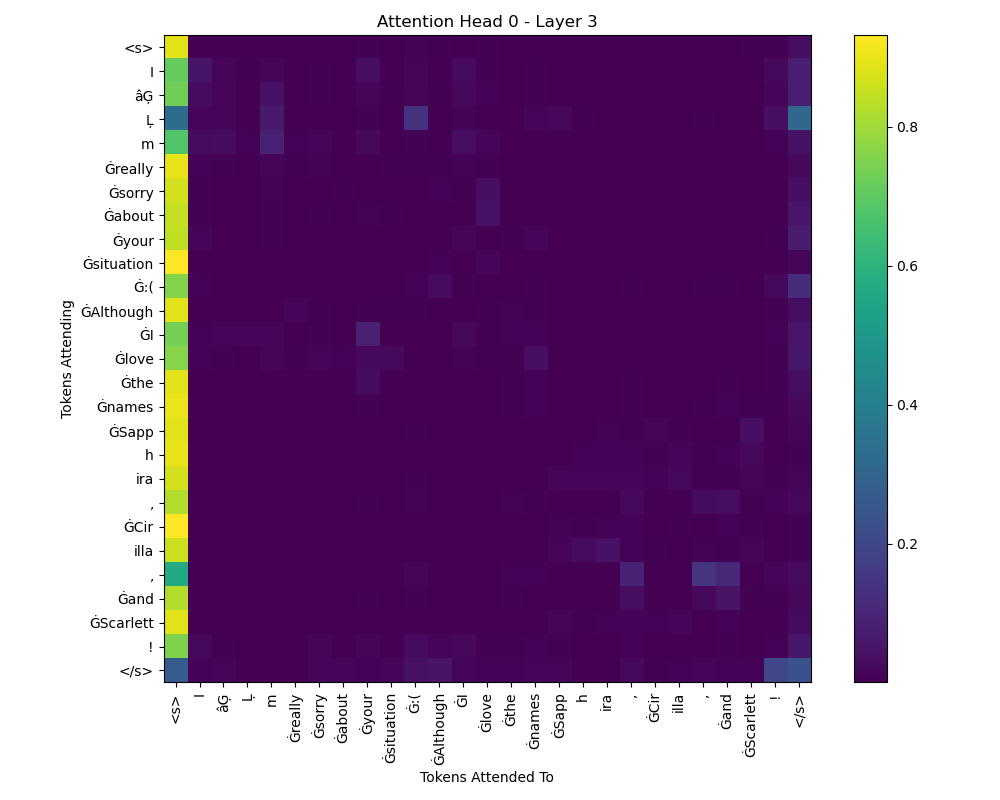 Attention Head 0 - Layer 3
<s>
I
âĢ
Ļ
m
Ġreally
Ġsorry
Ġabout
Ġyour
Ġsituation
Ġ:(
ĠAlthough
ĠI
Ġlove
Ġthe
Ġnames
ĠSapp
h
ira
,
ĠCir
illa
,
Ġand
ĠScarlett
!
</s>
Tokens Attending
<s>
I
âĢ
Ļ
m
Ġreally
Ġsorry
Ġabout
Ġyour
Ġsituation
Ġ:(
ĠAlthough
ĠI
Ġlove
Ġthe
Ġnames
ĠSapp
h
ira
,
ĠCir
illa
,
Ġand
ĠScarlett
!
</s>
Tokens Attended To
0.8
0.6
0.4
0.2